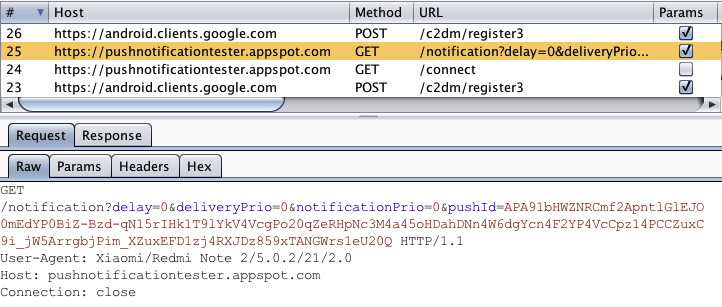 # Host Method URL Params
26 https://android.clients.google.com POST /c2dm/register3
25 https://pushnotificationtester.appspot.com GET /notification?delay=0&deliveryPrio...
24 https://pushnotificationtester.appspot.com GET /connect
23 https://android.clients.google.com POST /c2dm/register3
Request Response
Raw Params Headers Hex
GET
/notification?delay=0&deliveryPrio=0&notificationPrio=0&pushId=APA91bHWZNRCmf2ApntlGlEJO
0mEdYP0BiZ-Bzd-qN15rIHk1T9lYkV4VcgPo20qZeRHpNc3M4a45oHDahDNn4W6dgYcn4F2YP4VcCpz14PCCZuxC
9i_jW5ArrgbjPim_XZuxEFD1zj4RXJDz859xTANGWrs1eU20Q HTTP/1.1
User-Agent: Xiaomi/Redmi Note 2/5.0.2/21/2.0
Host: pushnotificationtester.appspot.com
Connection: close